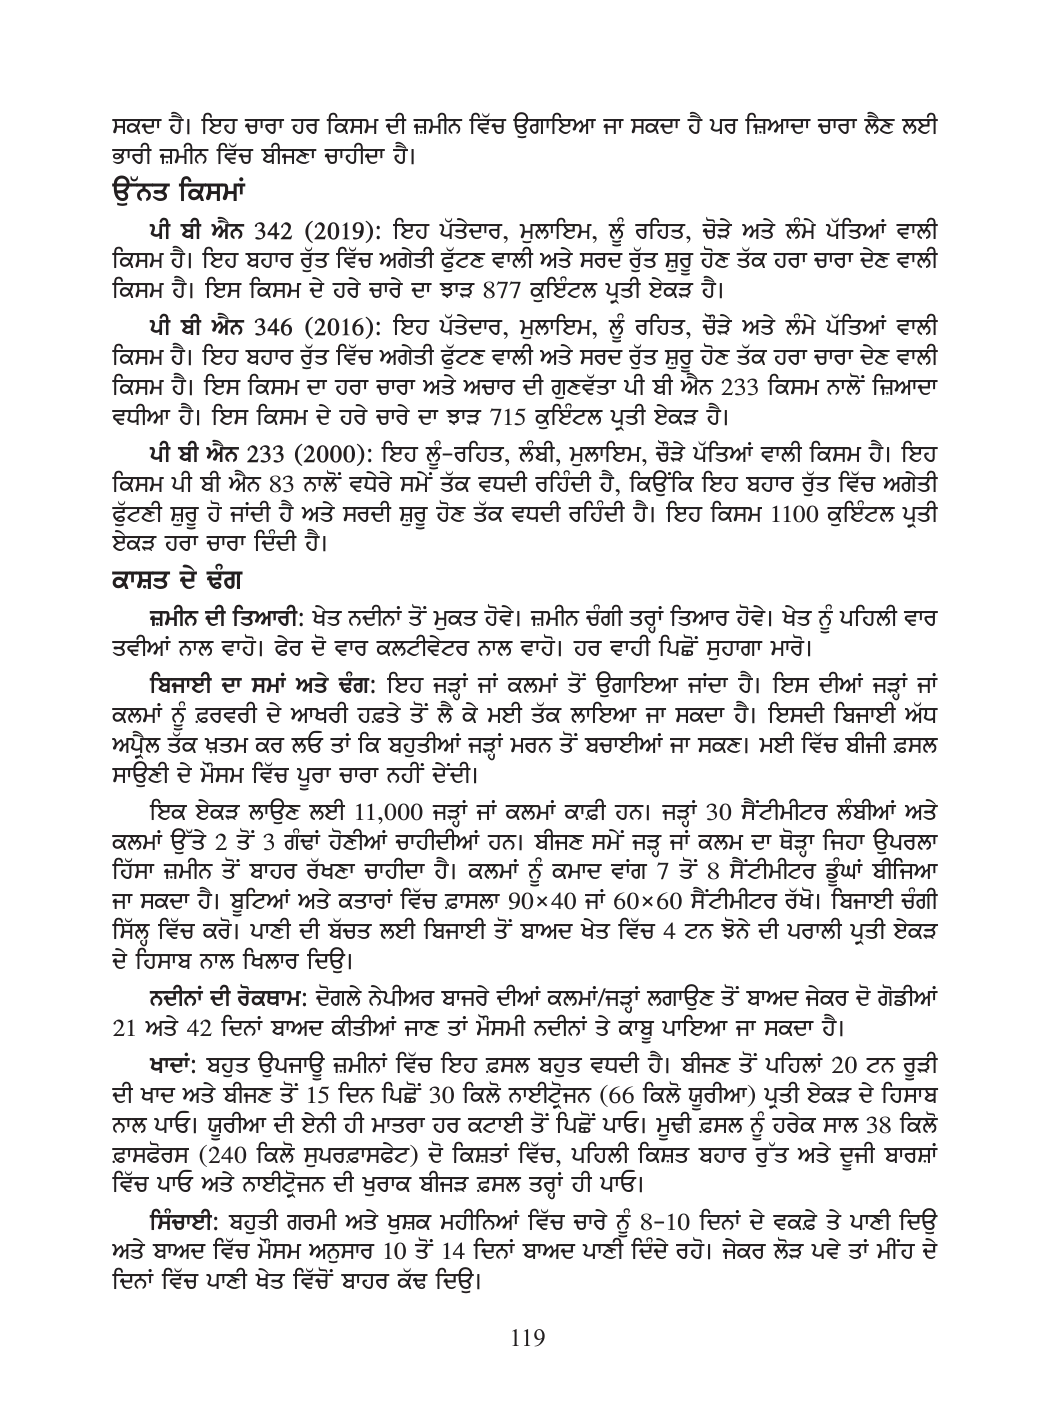 ਸਕਦਾ ਹੈ। ਇਹ ਚਾਰਾ ਹਰ ਕਿਸਮ ਦੀ ਜ਼ਮੀਨ ਵਿੱਚ ਉਗਾਇਆ ਜਾ ਸਕਦਾ ਹੈ ਪਰ ਜ਼ਿਆਦਾ ਚਾਰਾ ਲੈਣ ਲਈ
ਭਾਰੀ ਜ਼ਮੀਨ ਵਿੱਚ ਬੀਜਣਾ ਚਾਹੀਦਾ ਹੈ।
ਉੱਨਤ ਕਿਸਮਾਂ
ਪੀ ਬੀ ਐਨ 342 (2019): ਇਹ ਪੱਤੇਦਾਰ, ਮੁਲਾਇਮ, ਲੂੰ ਰਹਿਤ, ਚੋੜੇ ਅਤੇ ਲੰਮੇ ਪੱਤਿਆਂ ਵਾਲੀ
ਕਿਸਮ ਹੈ। ਇਹ ਬਹਾਰ ਰੁੱਤ ਵਿੱਚ ਅਗੇਤੀ ਫੁੱਟਣ ਵਾਲੀ ਅਤੇ ਸਰਦ ਰੁੱਤ ਸ਼ੁਰੂ ਹੋਣ ਤੱਕ ਹਰਾ ਚਾਰਾ ਦੇਣ ਵਾਲੀ
ਕਿਸਮ ਹੈ। ਇਸ ਕਿਸਮ ਦੇ ਹਰੇ ਚਾਰੇ ਦਾ ਝਾੜ 877 ਕੁਇੰਟਲ ਪ੍ਰਤੀ ਏਕੜ ਹੈ।
ਪੀ ਬੀ ਐਨ 346 (2016): ਇਹ ਪੱਤੇਦਾਰ, ਮੁਲਾਇਮ, ਲੂੰ ਰਹਿਤ, ਚੌੜੇ ਅਤੇ ਲੰਮੇ ਪੱਤਿਆਂ ਵਾਲੀ
ਕਿਸਮ ਹੈ। ਇਹ ਬਹਾਰ ਰੁੱਤ ਵਿੱਚ ਅਗੇਤੀ ਫੁੱਟਣ ਵਾਲੀ ਅਤੇ ਸਰਦ ਰੁੱਤ ਸ਼ੁਰੂ ਹੋਣ ਤੱਕ ਹਰਾ ਚਾਰਾ ਦੇਣ ਵਾਲੀ
ਕਿਸਮ ਹੈ। ਇਸ ਕਿਸਮ ਦਾ ਹਰਾ ਚਾਰਾ ਅਤੇ ਅਚਾਰ ਦੀ ਗੁਣਵੱਤਾ ਪੀ ਬੀ ਐਨ 233 ਕਿਸਮ ਨਾਲੋਂ ਜ਼ਿਆਦਾ
ਵਧੀਆ ਹੈ। ਇਸ ਕਿਸਮ ਦੇ ਹਰੇ ਚਾਰੇ ਦਾ ਝਾੜ 715 ਕੁਇੰਟਲ ਪ੍ਰਤੀ ਏਕੜ ਹੈ।
ਪੀ ਬੀ ਐਨ 233 (2000): ਇਹ ਲੂੰ-ਰਹਿਤ, ਲੰਬੀ, ਮੁਲਾਇਮ, ਚੌੜੇ ਪੱਤਿਆਂ ਵਾਲੀ ਕਿਸਮ ਹੈ। ਇਹ
ਕਿਸਮ ਪੀ ਬੀ ਐਨ 83 ਨਾਲੋਂ ਵਧੇਰੇ ਸਮੇਂ ਤੱਕ ਵਧਦੀ ਰਹਿੰਦੀ ਹੈ, ਕਿਉਂਕਿ ਇਹ ਬਹਾਰ ਰੁੱਤ ਵਿੱਚ ਅਗੇਤੀ
ਫੁੱਟਣੀ ਸ਼ੁਰੂ ਹੋ ਜਾਂਦੀ ਹੈ ਅਤੇ ਸਰਦੀ ਸ਼ੁਰੂ ਹੋਣ ਤੱਕ ਵਧਦੀ ਰਹਿੰਦੀ ਹੈ। ਇਹ ਕਿਸਮ 1100 ਕੁਇੰਟਲ ਪ੍ਰਤੀ
ਏਕੜ ਹਰਾ ਚਾਰਾ ਦਿੰਦੀ ਹੈ।
ਕਾਸ਼ਤ ਦੇ ਢੰਗ
ਜ਼ਮੀਨ ਦੀ ਤਿਆਰੀ: ਖੇਤ ਨਦੀਨਾਂ ਤੋਂ ਮੁਕਤ ਹੋਵੇ। ਜ਼ਮੀਨ ਚੰਗੀ ਤਰ੍ਹਾਂ ਤਿਆਰ ਹੋਵੇ। ਖੇਤ ਨੂੰ ਪਹਿਲੀ ਵਾਰ
ਤਵੀਆਂ ਨਾਲ ਵਾਹੋ। ਫੇਰ ਦੋ ਵਾਰ ਕਲਟੀਵੇਟਰ ਨਾਲ ਵਾਹੋ। ਹਰ ਵਾਹੀ ਪਿਛੋਂ ਸੁਹਾਗਾ ਮਾਰੋ।
ਬਿਜਾਈ ਦਾ ਸਮਾਂ ਅਤੇ ਢੰਗ: ਇਹ ਜੜ੍ਹਾਂ ਜਾਂ ਕਲਮਾਂ ਤੋਂ ਉਗਾਇਆ ਜਾਂਦਾ ਹੈ। ਇਸ ਦੀਆਂ ਜੜ੍ਹਾਂ ਜਾਂ
ਕਲਮਾਂ ਨੂੰ ਫ਼ਰਵਰੀ ਦੇ ਆਖਰੀ ਹਫ਼ਤੇ ਤੋਂ ਲੈ ਕੇ ਮਈ ਤੱਕ ਲਾਇਆ ਜਾ ਸਕਦਾ ਹੈ। ਇਸਦੀ ਬਿਜਾਈ ਅੱਧ
ਅਪ੍ਰੈਲ ਤੱਕ ਖ਼ਤਮ ਕਰ ਲਓ ਤਾਂ ਕਿ ਬਹੁਤੀਆਂ ਜੜ੍ਹਾਂ ਮਰਨ ਤੋਂ ਬਚਾਈਆਂ ਜਾ ਸਕਣ। ਮਈ ਵਿੱਚ ਬੀਜੀ ਫ਼ਸਲ
ਸਾਉਣੀ ਦੇ ਮੌਸਮ ਵਿੱਚ ਪੂਰਾ ਚਾਰਾ ਨਹੀਂ ਦੇਂਦੀ।
ਇਕ ਏਕੜ ਲਾਉਣ ਲਈ 11,000 ਜੜ੍ਹਾਂ ਜਾਂ ਕਲਮਾਂ ਕਾਫ਼ੀ ਹਨ। ਜੜ੍ਹਾਂ 30 ਸੈਂਟੀਮੀਟਰ ਲੰਬੀਆਂ ਅਤੇ
ਕਲਮਾਂ ਉੱਤੇ 2 ਤੋਂ 3 ਗੰਢਾਂ ਹੋਣੀਆਂ ਚਾਹੀਦੀਆਂ ਹਨ। ਬੀਜਣ ਸਮੇਂ ਜੜ੍ਹ ਜਾਂ ਕਲਮ ਦਾ ਥੋੜ੍ਹਾ ਜਿਹਾ ਉਪਰਲਾ
ਹਿੱਸਾ ਜ਼ਮੀਨ ਤੋਂ ਬਾਹਰ ਰੱਖਣਾ ਚਾਹੀਦਾ ਹੈ। ਕਲਮਾਂ ਨੂੰ ਕਮਾਦ ਵਾਂਗ 7 ਤੋਂ 8 ਸੈਂਟੀਮੀਟਰ ਡੂੰਘਾਂ ਬੀਜਿਆ
ਜਾ ਸਕਦਾ ਹੈ। ਬੂਟਿਆਂ ਅਤੇ ਕਤਾਰਾਂ ਵਿੱਚ ਫ਼ਾਸਲਾ 90×40 ਜਾਂ 60×60 ਸੈਂਟੀਮੀਟਰ ਰੱਖੋ। ਬਿਜਾਈ ਚੰਗੀ
ਸਿੱਲ੍ਹ ਵਿੱਚ ਕਰੋ। ਪਾਣੀ ਦੀ ਬੱਚਤ ਲਈ ਬਿਜਾਈ ਤੋਂ ਬਾਅਦ ਖੇਤ ਵਿੱਚ 4 ਟਨ ਝੋਨੇ ਦੀ ਪਰਾਲੀ ਪ੍ਰਤੀ ਏਕੜ
ਦੇ ਹਿਸਾਬ ਨਾਲ ਖਿਲਾਰ ਦਿਉ।
ਨਦੀਨਾਂ ਦੀ ਰੋਕਥਾਮ: ਦੋਗਲੇ ਨੇਪੀਅਰ ਬਾਜਰੇ ਦੀਆਂ ਕਲਮਾਂ/ਜੜ੍ਹਾਂ ਲਗਾਉਣ ਤੋਂ ਬਾਅਦ ਜੇਕਰ ਦੋ ਗੋਡੀਆਂ
21 ਅਤੇ 42 ਦਿਨਾਂ ਬਾਅਦ ਕੀਤੀਆਂ ਜਾਣ ਤਾਂ ਮੌਸਮੀ ਨਦੀਨਾਂ ਤੇ ਕਾਬੂ ਪਾਇਆ ਜਾ ਸਕਦਾ ਹੈ।
ਖਾਦਾਂ: ਬਹੁਤ ਉਪਜਾਊ ਜ਼ਮੀਨਾਂ ਵਿੱਚ ਇਹ ਫ਼ਸਲ ਬਹੁਤ ਵਧਦੀ ਹੈ। ਬੀਜਣ ਤੋਂ ਪਹਿਲਾਂ 20 ਟਨ ਰੂੜੀ
ਦੀ ਖਾਦ ਅਤੇ ਬੀਜਣ ਤੋਂ 15 ਦਿਨ ਪਿਛੋਂ 30 ਕਿਲੋ ਨਾਈਟ੍ਰੋਜਨ (66 ਕਿਲੋ ਯੂਰੀਆ) ਪ੍ਰਤੀ ਏਕੜ ਦੇ ਹਿਸਾਬ
ਨਾਲ ਪਾਓ। ਯੂਰੀਆ ਦੀ ਏਨੀ ਹੀ ਮਾਤਰਾ ਹਰ ਕਟਾਈ ਤੋਂ ਪਿਛੋਂ ਪਾਓ। ਮੂਢੀ ਫ਼ਸਲ ਨੂੰ ਹਰੇਕ ਸਾਲ 38 ਕਿਲੋ
ਫ਼ਾਸਫੋਰਸ (240 ਕਿਲੋ ਸੁਪਰਫ਼ਾਸਫੇਟ) ਦੋ ਕਿਸ਼ਤਾਂ ਵਿੱਚ, ਪਹਿਲੀ ਕਿਸ਼ਤ ਬਹਾਰ ਰੁੱਤ ਅਤੇ ਦੂਜੀ ਬਾਰਸ਼ਾਂ
ਵਿੱਚ ਪਾਓ ਅਤੇ ਨਾਈਟ੍ਰੋਜਨ ਦੀ ਖੁਰਾਕ ਬੀਜੜ ਫ਼ਸਲ ਤਰ੍ਹਾਂ ਹੀ ਪਾਓ।
ਸਿੰਚਾਈ: ਬਹੁਤੀ ਗਰਮੀ ਅਤੇ ਖੁਸ਼ਕ ਮਹੀਨਿਆਂ ਵਿੱਚ ਚਾਰੇ ਨੂੰ 8-10 ਦਿਨਾਂ ਦੇ ਵਕਫ਼ੇ ਤੇ ਪਾਣੀ ਦਿਉ
ਅਤੇ ਬਾਅਦ ਵਿੱਚ ਮੌਸਮ ਅਨੁਸਾਰ 10 ਤੋਂ 14 ਦਿਨਾਂ ਬਾਅਦ ਪਾਣੀ ਦਿੰਦੇ ਰਹੋ। ਜੇਕਰ ਲੋੜ ਪਵੇ ਤਾਂ ਮੀਂਹ ਦੇ
ਦਿਨਾਂ ਵਿੱਚ ਪਾਣੀ ਖੇਤ ਵਿੱਚੋਂ ਬਾਹਰ ਕੱਢ ਦਿਉ।
119